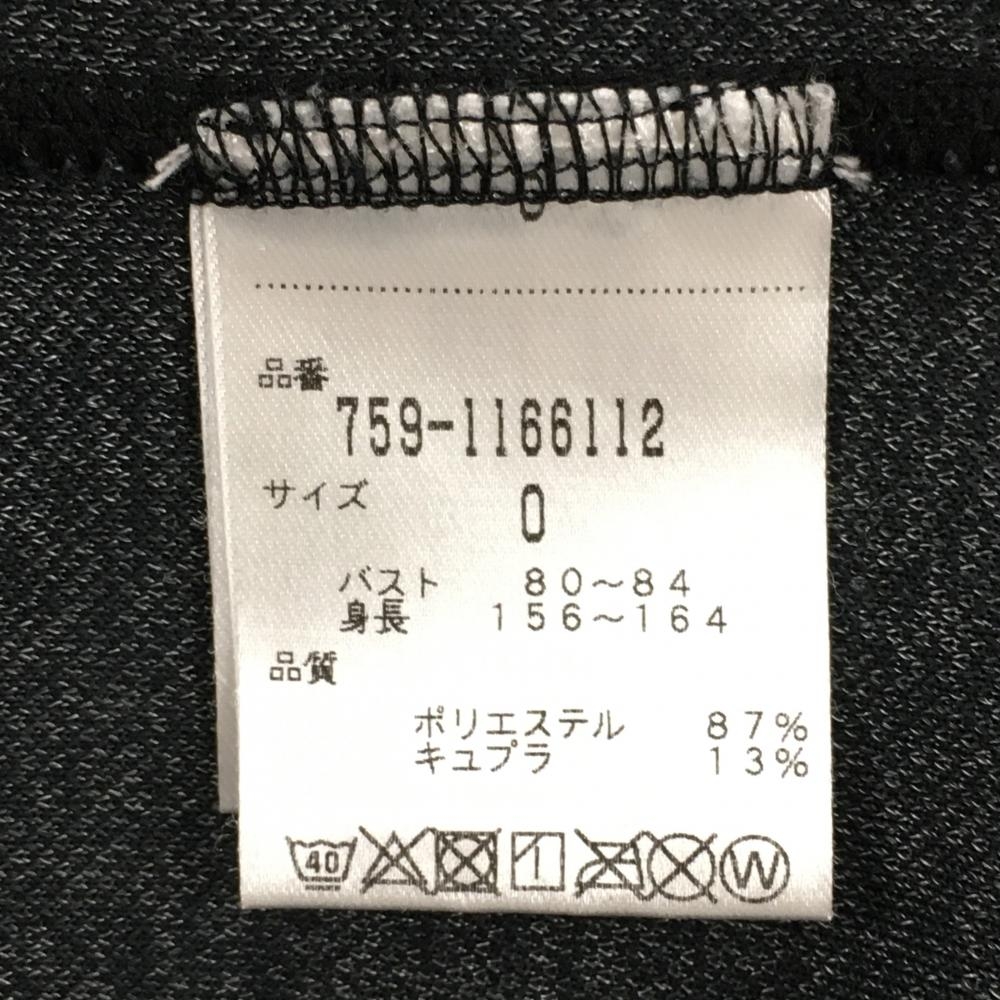 品番
759-1166112
サイズ 0
バスト 80～84
身長 156～164
品質
ポリエステル 87%
キュプラ 13%
40 1 W